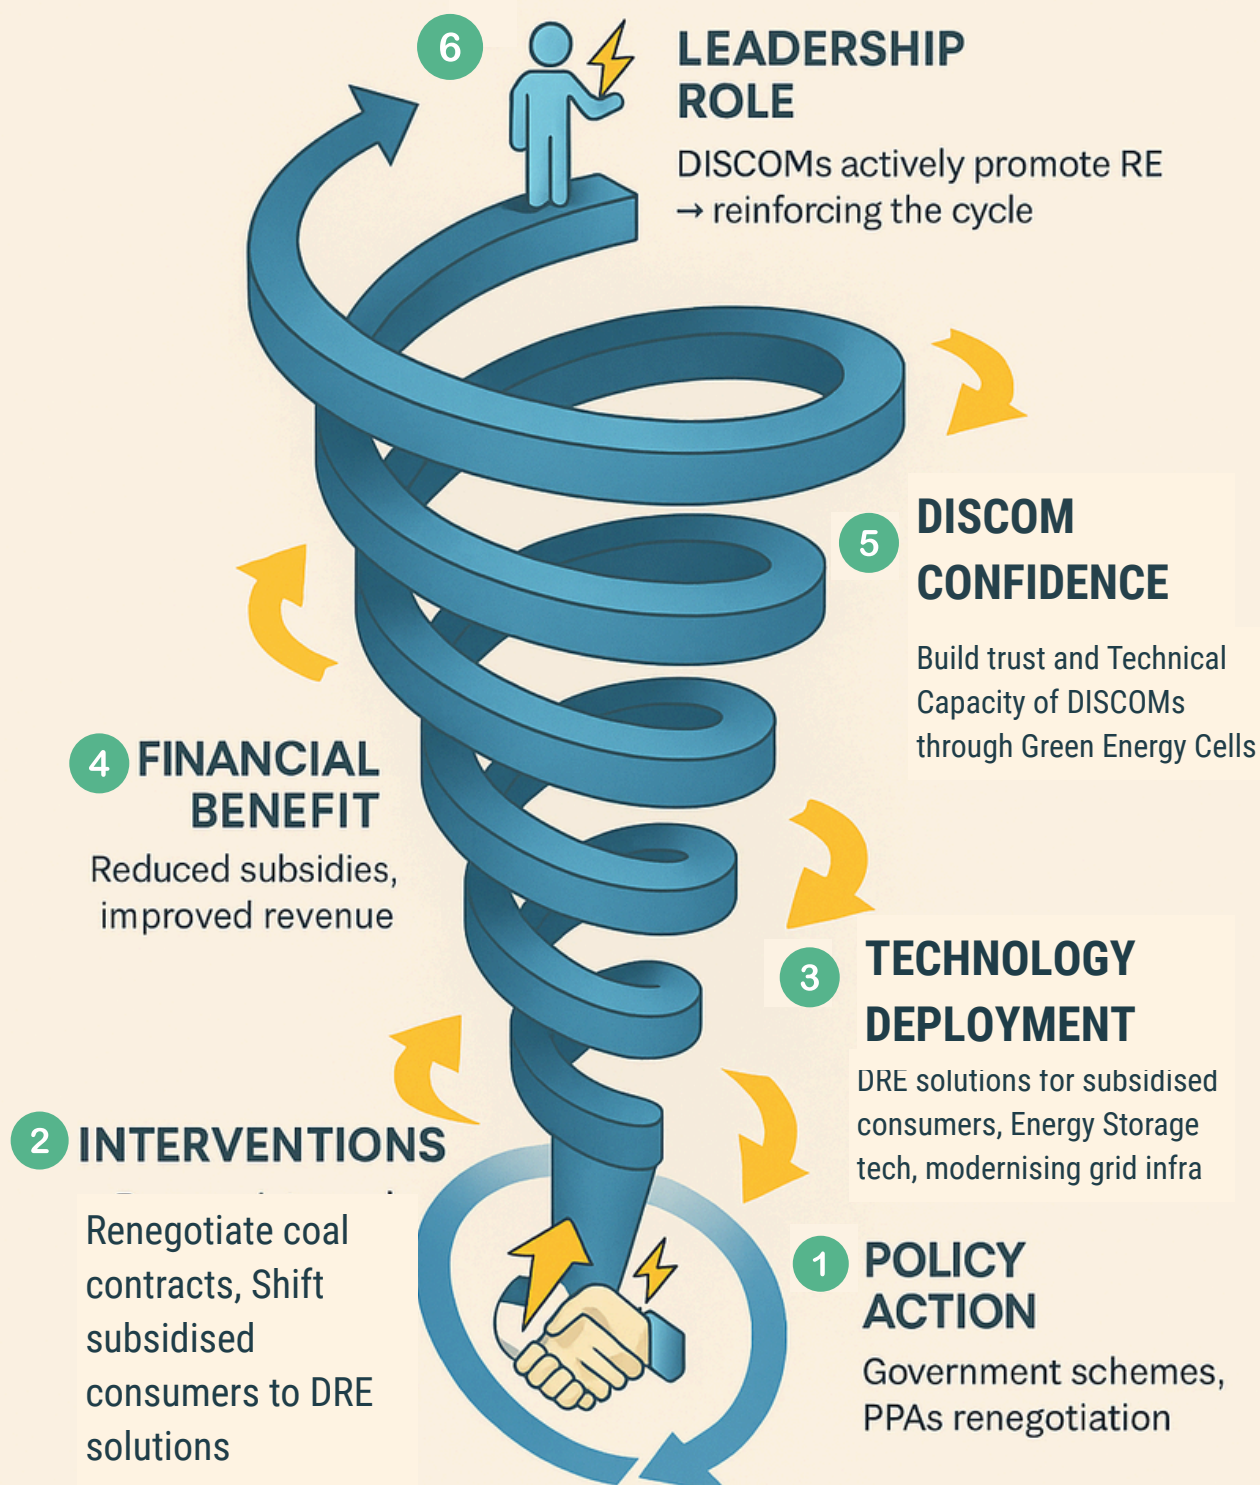 6
LEADERSHIP
ROLE
DISCOMs actively promote RE
→ reinforcing the cycle
5
DISCOM
CONFIDENCE
Build trust and Technical
Capacity of DISCOMs
through Green Energy Cells
4
FINANCIAL
BENEFIT
Reduced subsidies,
improved revenue
3
TECHNOLOGY
DEPLOYMENT
DRE solutions for subsidised
consumers, Energy Storage
tech, modernising grid infra
2
INTERVENTIONS
Renegotiate coal
contracts, Shift
subsidised
consumers to DRE
solutions
1
POLICY
ACTION
Government schemes,
PPAs renegotiation